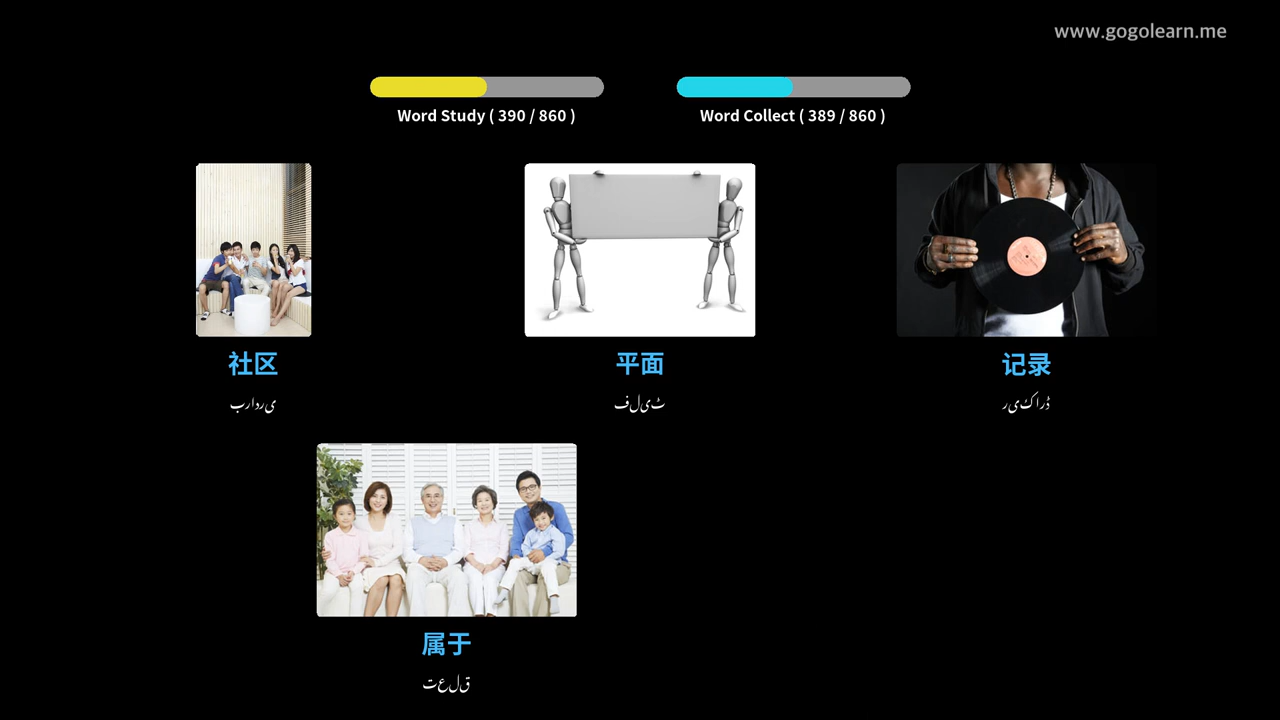 www.gogolearn.me
Word Study ( 390 / 860 )
Word Collect ( 389 / 860 )
社区
برادری
平面
فلیٹ
记录
ریکارڈ
属于
تعلق